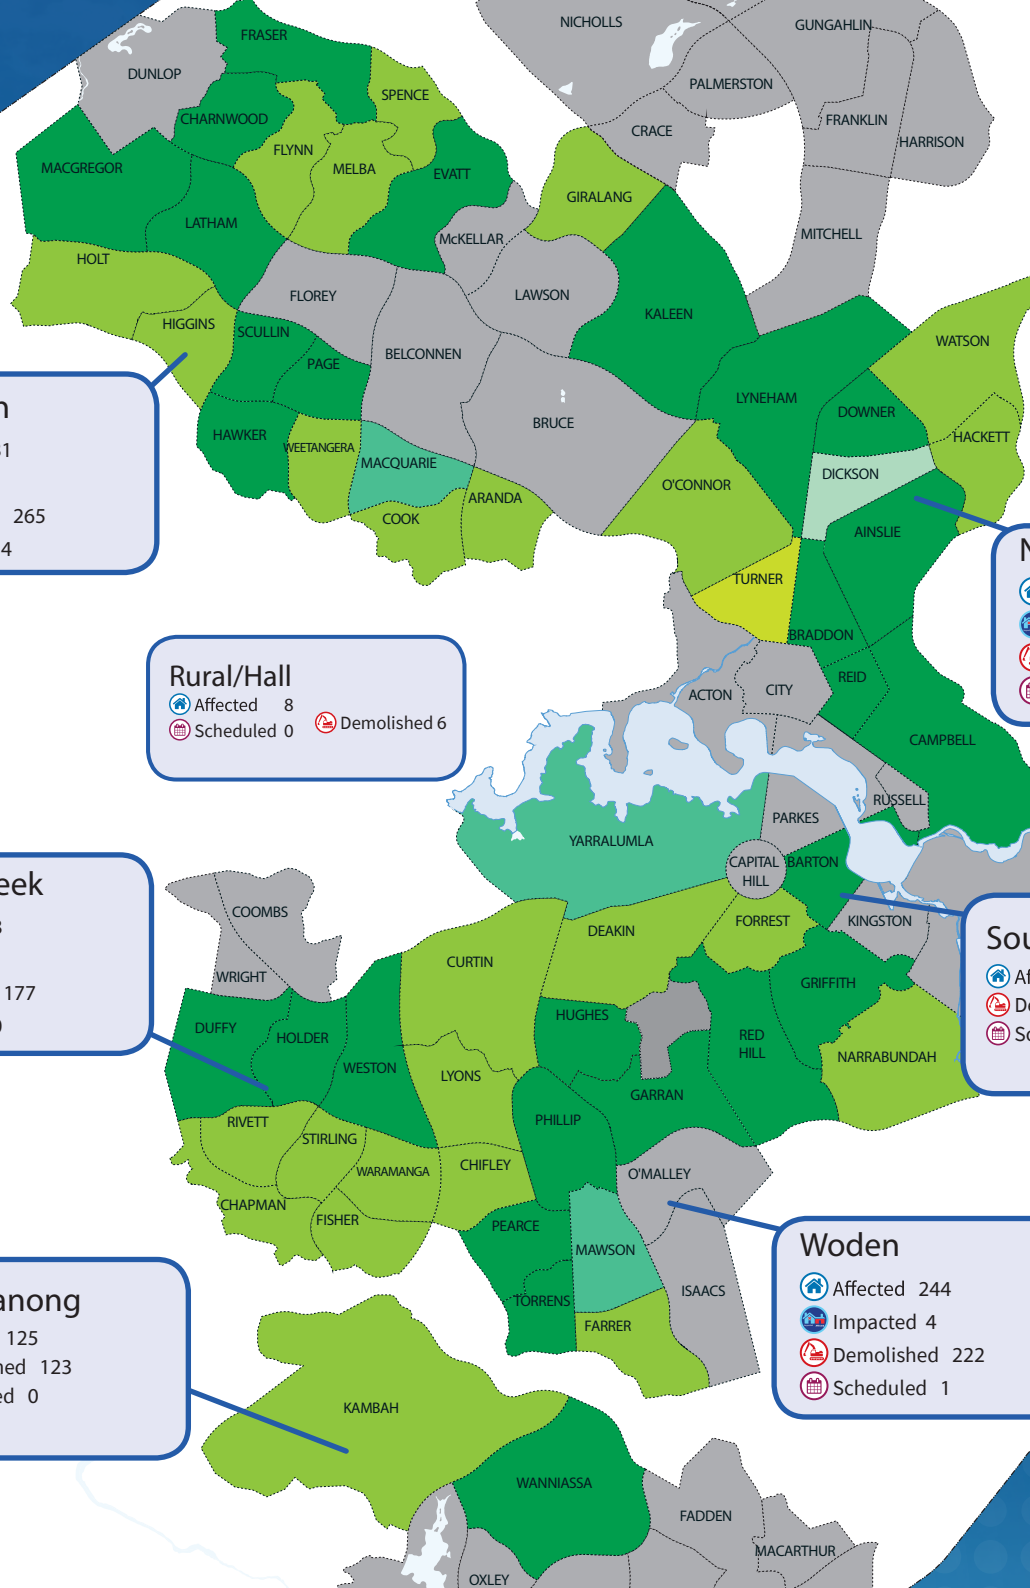 NICHOLLS
GUNGAHLIN
FRASER
DUNLOP
PALMERSTON
SPENCE
CHARNWOOD
FRANKLIN
CRACE
HARRISON
FLYNN
MELBA
MACGREGOR
EVATT
GIRALANG
LATHAM
MITCHELL
McKELLAR
HOLT
FLOREY
LAWSON
KALEEN
HIGGINS
SCULLIN
WATSON
BELCONNEN
PAGE
LYNEHAM
DOWNER
BRUCE
HAWKER
HACKETT
WEETANGERA
MACQUARIE
DICKSON
O'CONNOR
ARANDA
COOK
AINSLIE
265
4
TURNER
BRADDON
Rural/Hall
Affected 8
Scheduled 0
Demolished 6
REID
CITY
ACTON
CAMPBELL
RUSSELL
PARKES
YARRALUMLA
CAPITAL
HILL
BARTON
eek
177
COOMBS
FORREST
KINGSTON
DEAKIN
Sou
Af
De
Sc
CURTIN
WRIGHT
GRIFFITH
HUGHES
DUFFY
HOLDER
RED
HILL
NARRABUNDAH
WESTON
LYONS
GARRAN
PHILLIP
RIVETT
STIRLING
CHIFLEY
WARAMANGA
O'MALLEY
CHAPMAN
FISHER
PEARCE
MAWSON
Woden
Affected 244
Impacted 4
Demolished 222
Scheduled 1
ISAACS
TORRENS
FARRER
anong
125
ned 123
ed 0
KAMBAH
WANNIASSA
FADDEN
MACARTHUR
OXLEY